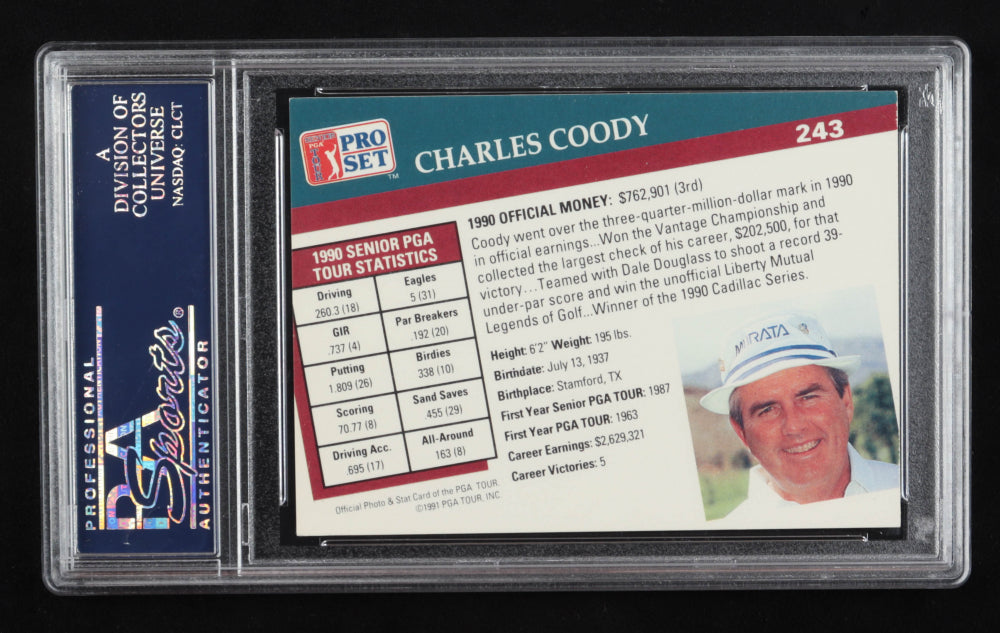 A
DIVISION OF
COLLECTORS
UNIVERSE
NASDAQ: CLCT
PROFESSIONAL
PSA
Sports®
AUTHENTICATOR
PGA
TOUR
PRO
SET
™
CHARLES COODY
243
1990 OFFICIAL MONEY: $762,901 (3rd)
Coody went over the three-quarter-million-dollar mark in 1990
in official earnings...Won the Vantage Championship and
collected the largest check of his career, $202,500, for that
victory...Teamed with Dale Douglass to shoot a record 39-
under-par score and win the unofficial Liberty Mutual
Legends of Golf...Winner of the 1990 Cadillac Series.
1990 SENIOR PGA
TOUR STATISTICS
Driving
260.3 (18)
Eagles
5 (31)
GIR
.737 (4)
Par Breakers
.192 (20)
Putting
1.809 (26)
Birdies
338 (10)
Scoring
70.77 (8)
Sand Saves
.455 (29)
Driving Acc.
.695 (17)
All-Around
163 (8)
Height: 6'2" Weight: 195 lbs.
Birthdate: July 13, 1937
Birthplace: Stamford, TX
First Year Senior PGA TOUR: 1987
First Year PGA TOUR: 1963
Career Earnings: $2,629,321
Career Victories: 5
MURATA
Official Photo & Stat Card of the PGA TOUR.
©1991 PGA TOUR, INC